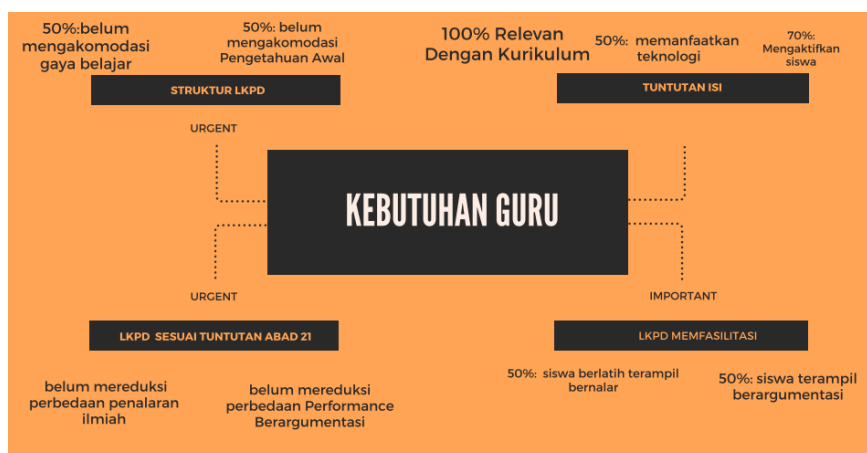 50%:belum
mengakomodasi
gaya belajar
50%: belum
mengakomodasi
Pengetahuan Awal
STRUKTUR LKPD
URGENT
100% Relevan
Dengan Kurikulum
50%: memanfaatkan
teknologi
70%:
Mengaktifkan
siswa
TUNTUTAN ISI
KEBUTUHAN GURU
URGENT
LKPD SESUAI TUNTUTAN ABAD 21
belum mereduksi
perbedaan penalaran
ilmiah
belum mereduksi
perbedaan Performance
Berargumentasi
IMPORTANT
LKPD MEMFASILITASI
50%: siswa berlatih terampil
bernalar
50%: siswa terampil
berargumentasi